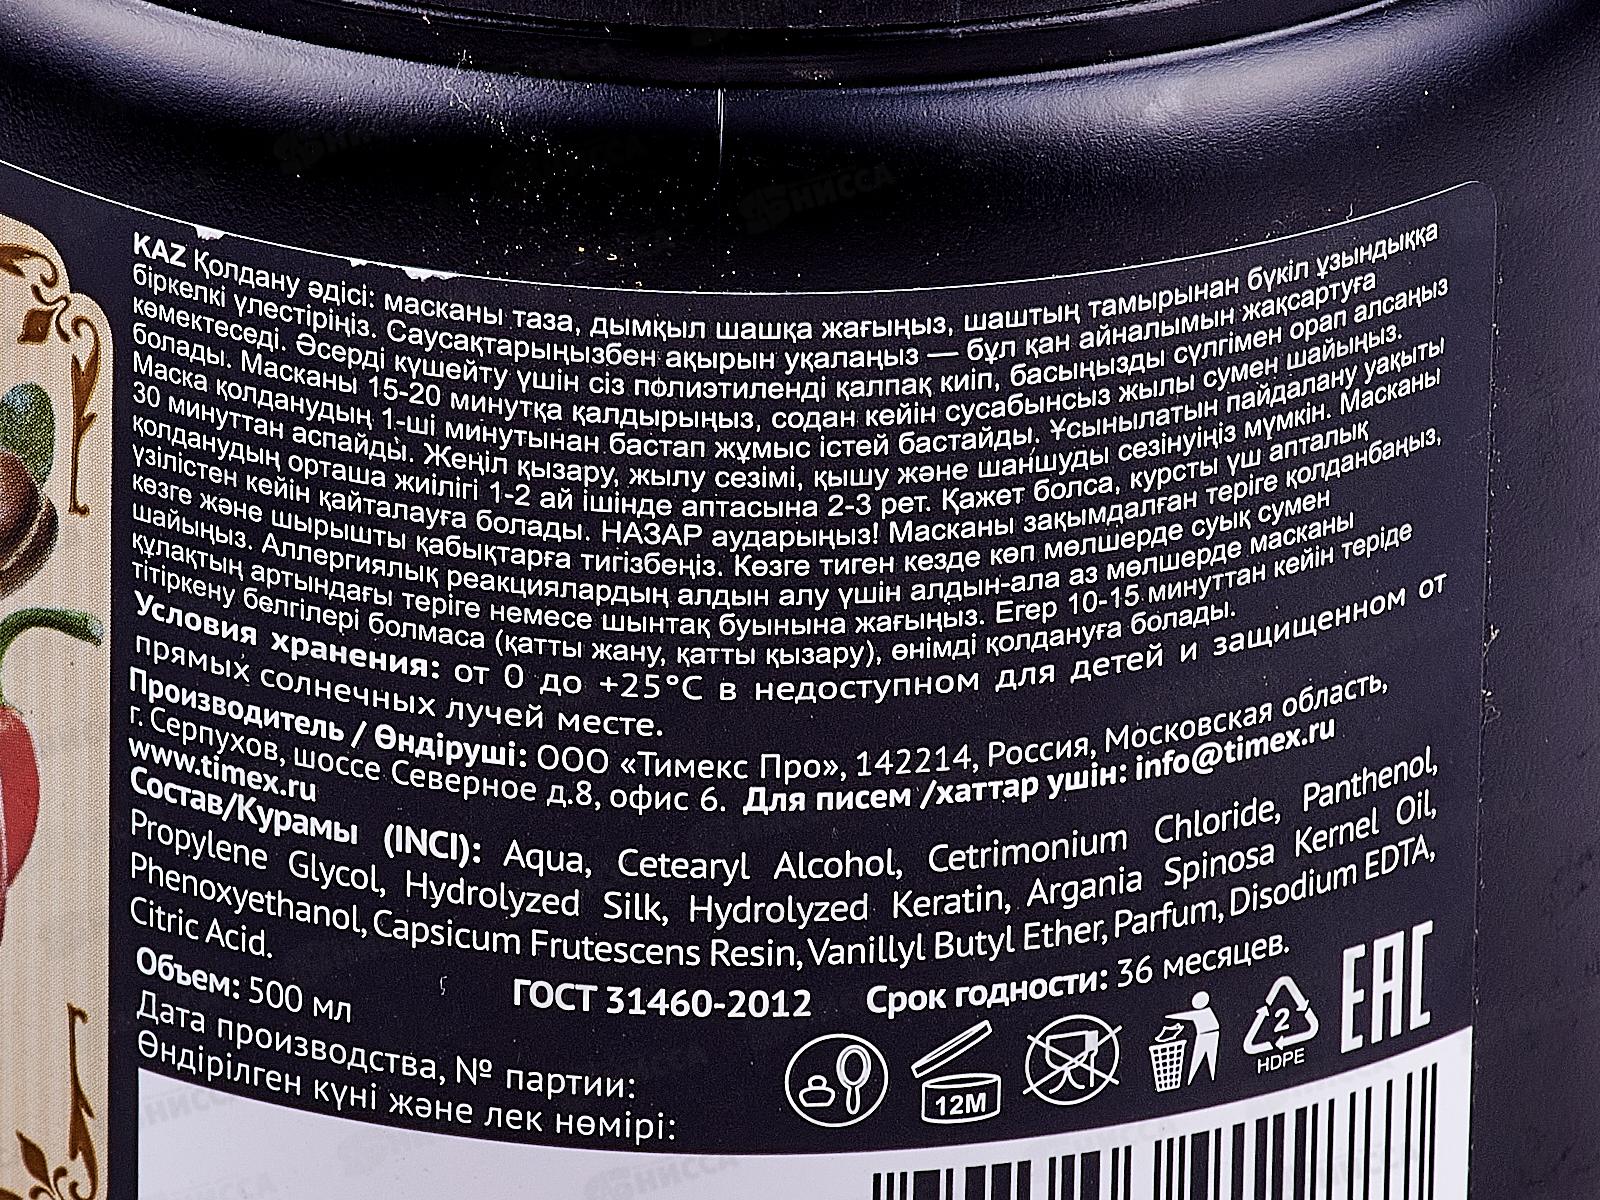 KAZ Қолдану әдісі: масканы таза, дымқыл шашқа жағыңыз, шаштың тамырынан бүкіл ұзындыққа
біркелкі үлестіріңіз. Саусақтарыңызбен ақырын уқалаңыз — бұл қан айналымын жақсартуға
көмектеседі. Әсерді күшейту үшін сіз полиэтиленді қалпақ киіп, басыңызды сүлгімен орап алсаңыз
болады. Масканы 15-20 минутқа қалдырыңыз, содан кейін сусабынсыз жылы сумен шайыңыз.
Маска қолданудың 1-ші минутынан бастап жұмыс істей бастайды. Ұсынылатын пайдалану уақыты
30 минуттан аспайды. Жеңіл қызару, жылу сезімі, қышу және шаншуды сезінуіңіз мүмкін. Масканы
қолданудың орташа жиілігі 1-2 ай ішінде аптасына 2-3 рет. Қажет болса, курсты үш апталық
үзілістен кейін қайталауға болады. НАЗАР аударыңыз! Масканы зақымдалған теріге қолданбаңыз,
көзге және шырышты қабықтарға тигізбеңіз. Көзге тиген кезде көп мөлшерде суық сумен
шайыңыз. Аллергиялық реакциялардың алдын алу үшін алдын-ала аз мөлшерде масканы
құлақтың артындағы теріге немесе шынтақ буынына жағыңыз. Егер 10-15 минуттан кейін теріде
тітіркену белгілері болмаса (қатты жану, қатты қызару), өнімді қолдануға болады.
Условия хранения: от 0 до +25°С в недоступном для детей и защищенном от
прямых солнечных лучей месте.
Производитель / Өндіруші: ООО «Тимекс Про», 142214, Россия, Московская область,
г. Серпухов, шоссе Северное д.8, офис 6. Для писем /хаттар ушін: info@timex.ru
www.timex.ru
Состав/Курамы (INCI): Aqua, Cetearyl Alcohol, Cetrimonium Chloride, Panthenol,
Propylene Glycol, Hydrolyzed Silk, Hydrolyzed Keratin, Argania Spinosa Kernel Oil,
Phenoxyethanol, Capsicum Frutescens Resin, Vanillyl Butyl Ether, Parfum, Disodium EDTA,
Citric Acid.
Объем: 500 мл ГОСТ 31460-2012 Срок годности: 36 месяцев.
Дата производства, № партии:
Өндірілген күні және лек нөмірі:
12M
2
HDPE
EAC